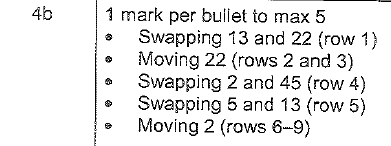 4b 1 mark per bullet to max 5
• Swapping 13 and 22 (row 1)
• Moving 22 (rows 2 and 3)
• Swapping 2 and 45 (row 4)
• Swapping 5 and 13 (row 5)
• Moving 2 (rows 6–9)